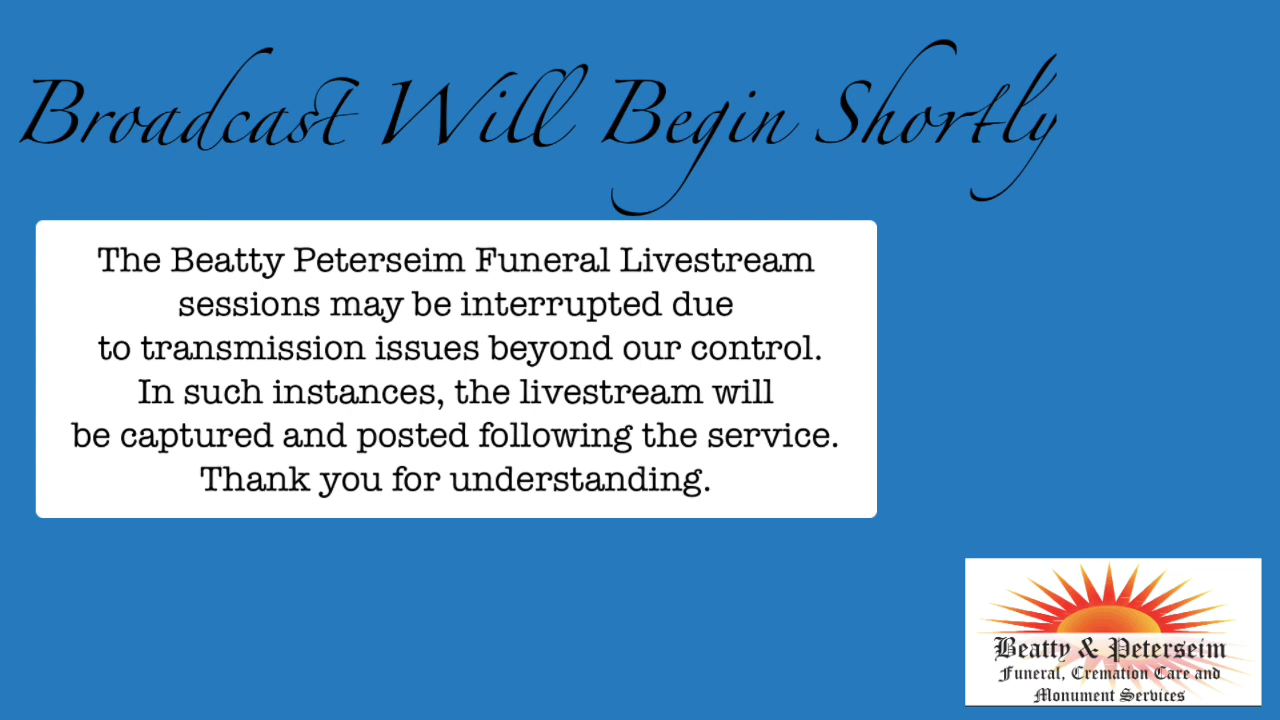 Broadcast Will Begin Shortly
The Beatty Peterseim Funeral Livestream
sessions may be interrupted due
to transmission issues beyond our control.
In such instances, the livestream will
be captured and posted following the service.
Thank you for understanding.
Beatty & Peterseim
Funeral, Cremation Care and
Monument Services